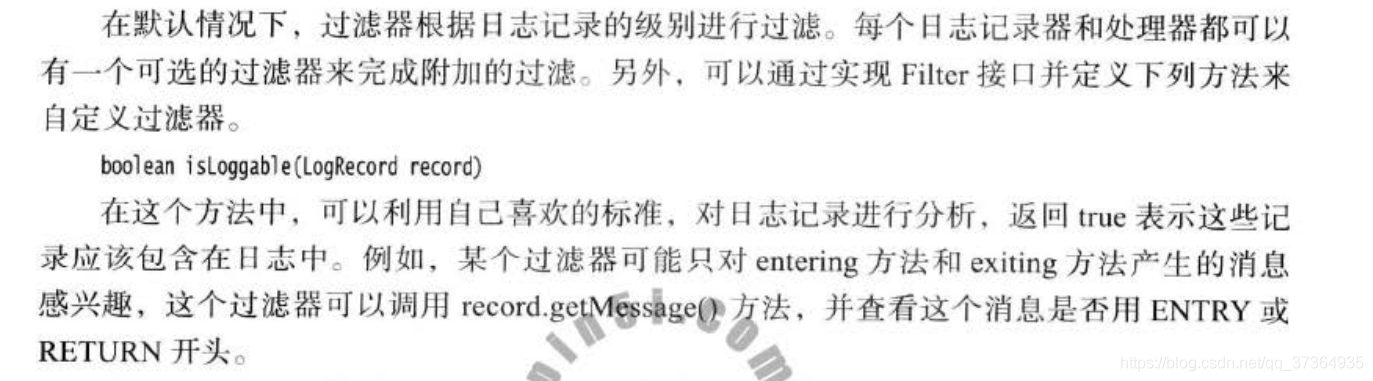 在默认情况下，过滤器根据日志记录的级别进行过滤。每个日志记录器和处理器都可以
有一个可选的过滤器来完成附加的过滤。另外，可以通过实现 Filter 接口并定义下列方法来
自定义过滤器。
boolean isLoggable(LogRecord record)
在这个方法中，可以利用自己喜欢的标准，对日志记录进行分析，返回 true 表示这些记
录应该包含在日志中。例如，某个过滤器可能只对 entering 方法和 exiting 方法产生的消息
感兴趣，这个过滤器可以调用 record.getMessage() 方法，并查看这个消息是否用 ENTRY 或
RETURN 开头。
https://blog.csdn.net/qq_37364935